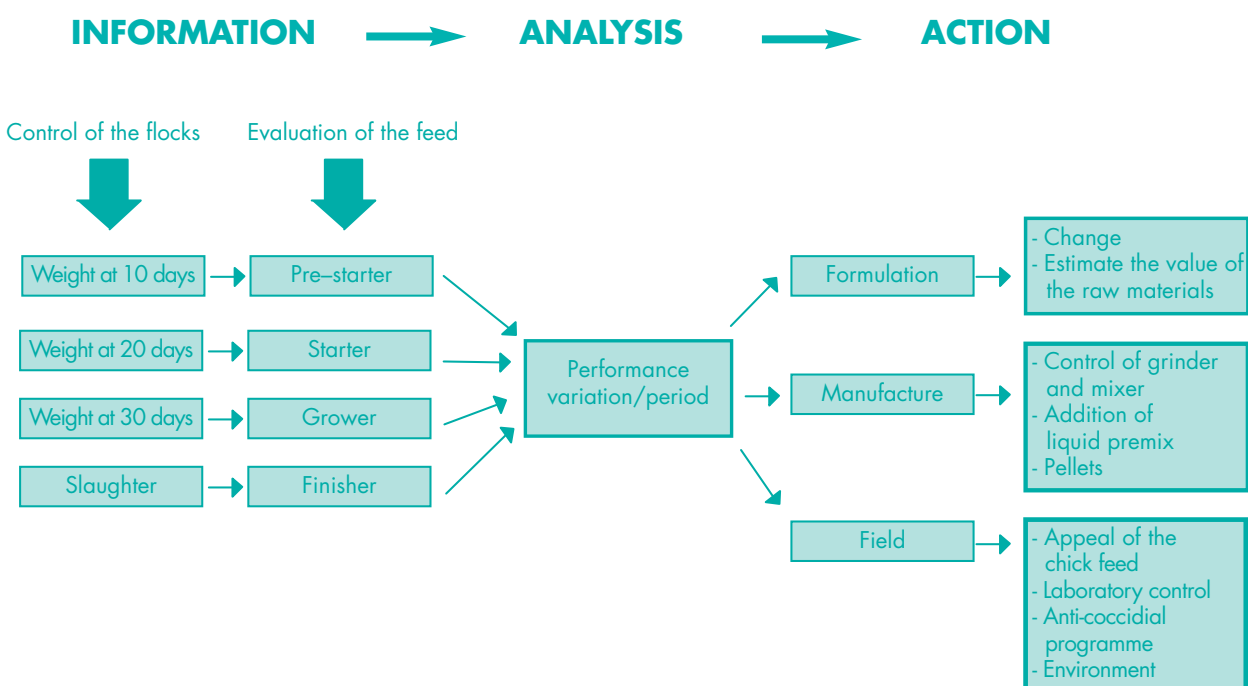 INFORMATION
ANALYSIS
ACTION
Control of the flocks
Evaluation of the feed
Weight at 10 days
Pre–starter
Weight at 20 days
Starter
Weight at 30 days
Grower
Slaughter
Finisher
Performance
variation/period
Formulation
- Change
- Estimate the value of
the raw materials
Manufacture
- Control of grinder
and mixer
- Addition of
liquid premix
- Pellets
Field
- Appeal of the
chick feed
- Laboratory control
- Anti-coccidial
programme
- Environment